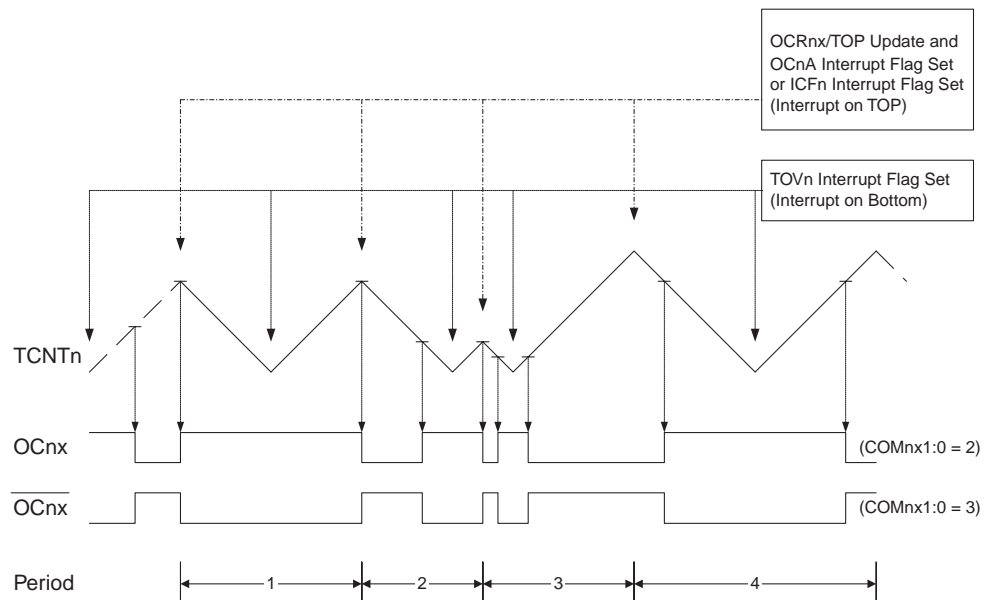 OCRnx/TOP Update and
OCnA Interrupt Flag Set
or ICFn Interrupt Flag Set
(Interrupt on TOP)
TOVn Interrupt Flag Set
(Interrupt on Bottom)
TCNTn
OCnx
(COMnx1:0 = 2)
OCnx
(COMnx1:0 = 3)
Period
1
2
3
4